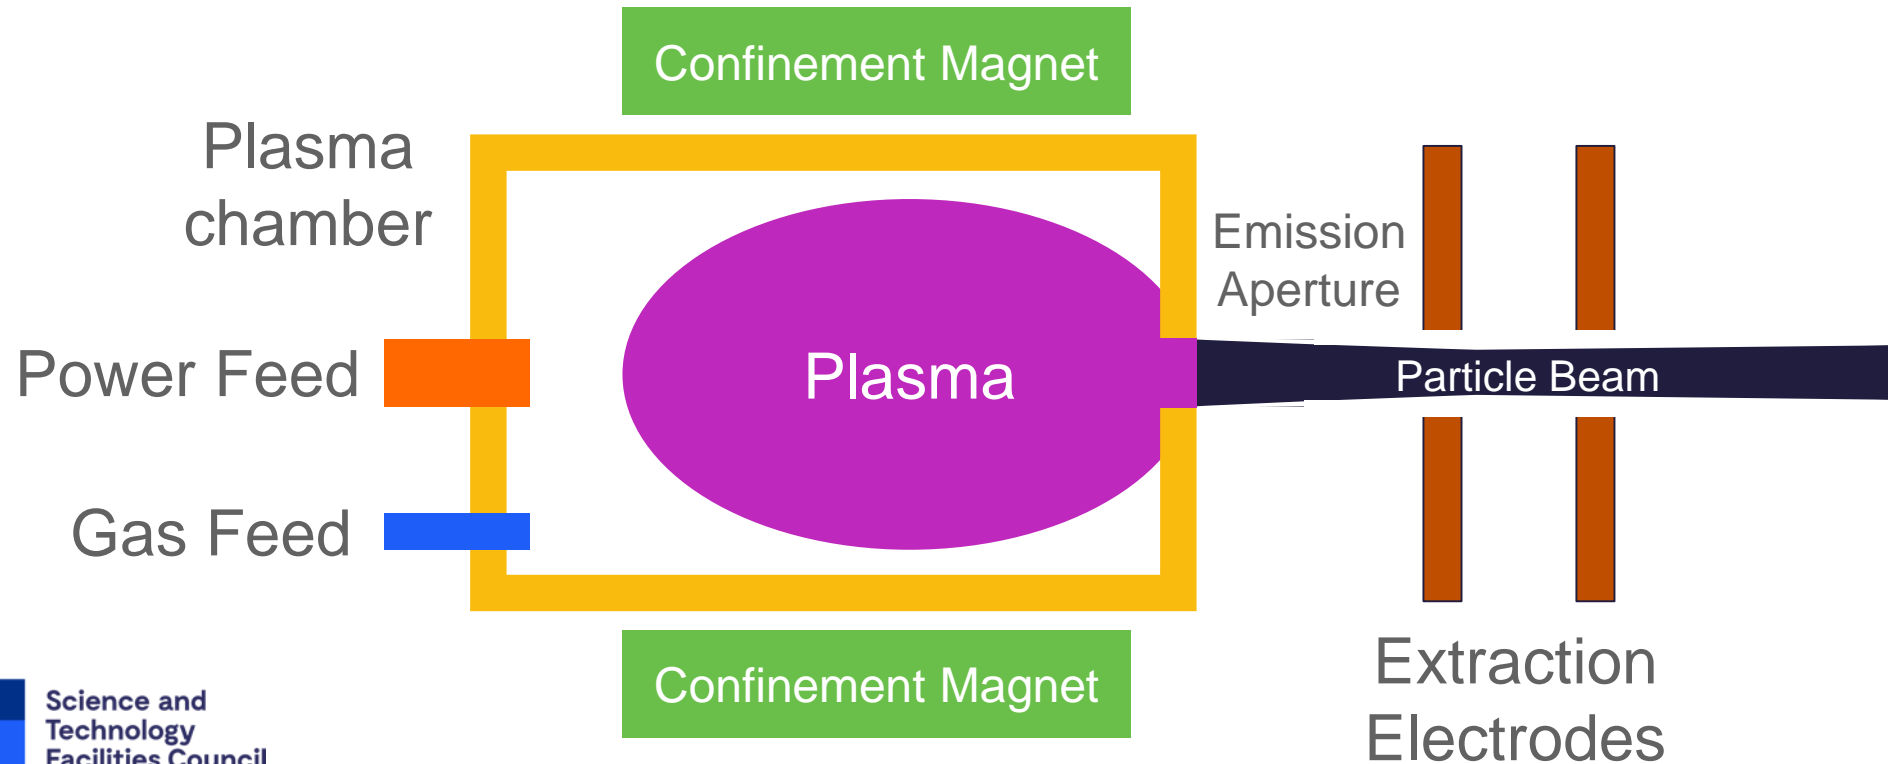 Confinement Magnet
Plasma
chamber
Emission
Aperture
Power Feed
Plasma
Particle Beam
Gas Feed
Confinement Magnet
Extraction
Electrodes
Science and
Technology
Facilities Council